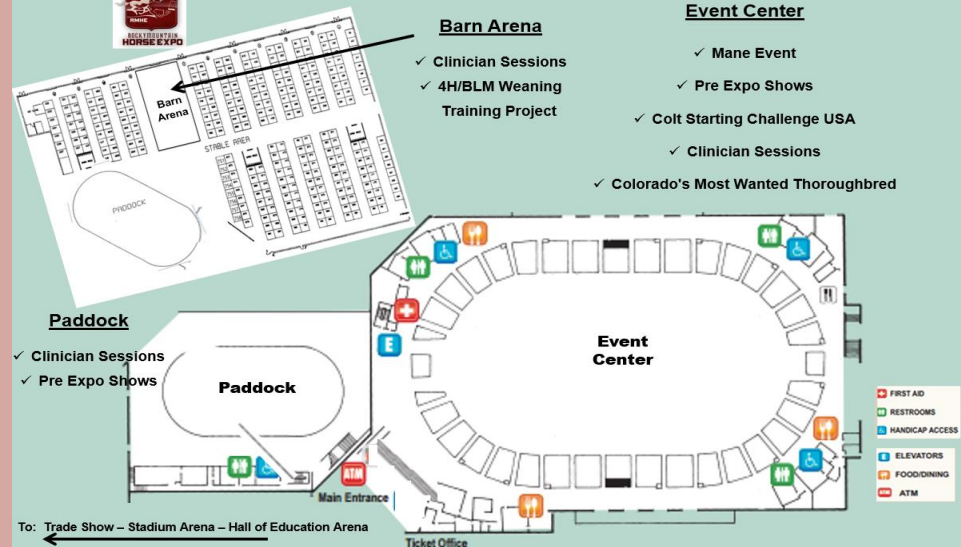 RMHE
ROCKYMOUNTAIN
HORSE EXPO
Barn Arena
✓ Clinician Sessions
✓ 4H/BLM Weaning
Training Project
Event Center
✓ Mane Event
✓ Pre Expo Shows
✓ Colt Starting Challenge USA
✓ Clinician Sessions
✓ Colorado's Most Wanted Thoroughbred
Barn
Arena
STABLE AREA
PADDOCK
Paddock
✓ Clinician Sessions
✓ Pre Expo Shows
Paddock
E
Event
Center
ATM
Main Entrance
Ticket Office
FIRST AID
RESTROOMS
HANDICAP ACCESS
E ELEVATORS
FOOD/DINING
ATM ATM
To: Trade Show – Stadium Arena – Hall of Education Arena